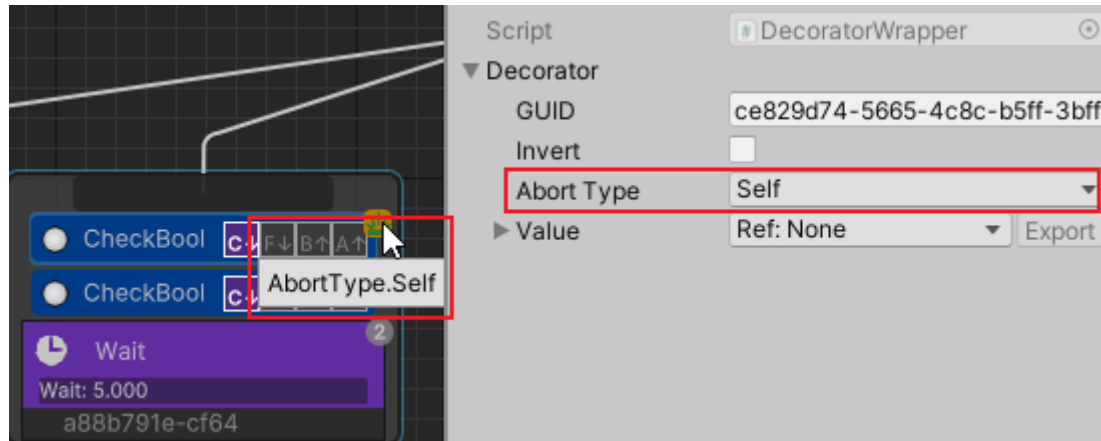 Script
# DecoratorWrapper
Decorator
GUID
ce829d74-5665-4c8c-b5ff-3bff
Invert
Abort Type
Self
Value
Ref: None
Export
CheckBool
C↓ F↓ B↑ A↑
AbortType.Self
CheckBool
C↓
2
Wait
Wait: 5.000
a88b791e-cf64